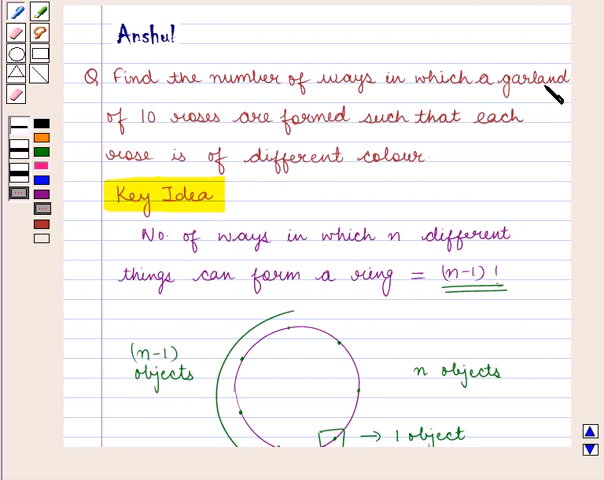 Anshul
Q Find the number of ways in which a garland
of 10 roses are formed such that each
rose is of different colour.
Key Idea
No. of ways in which n different
things can form a ring = (n-1) !
(n-1)
objects
n objects
→ 1 object